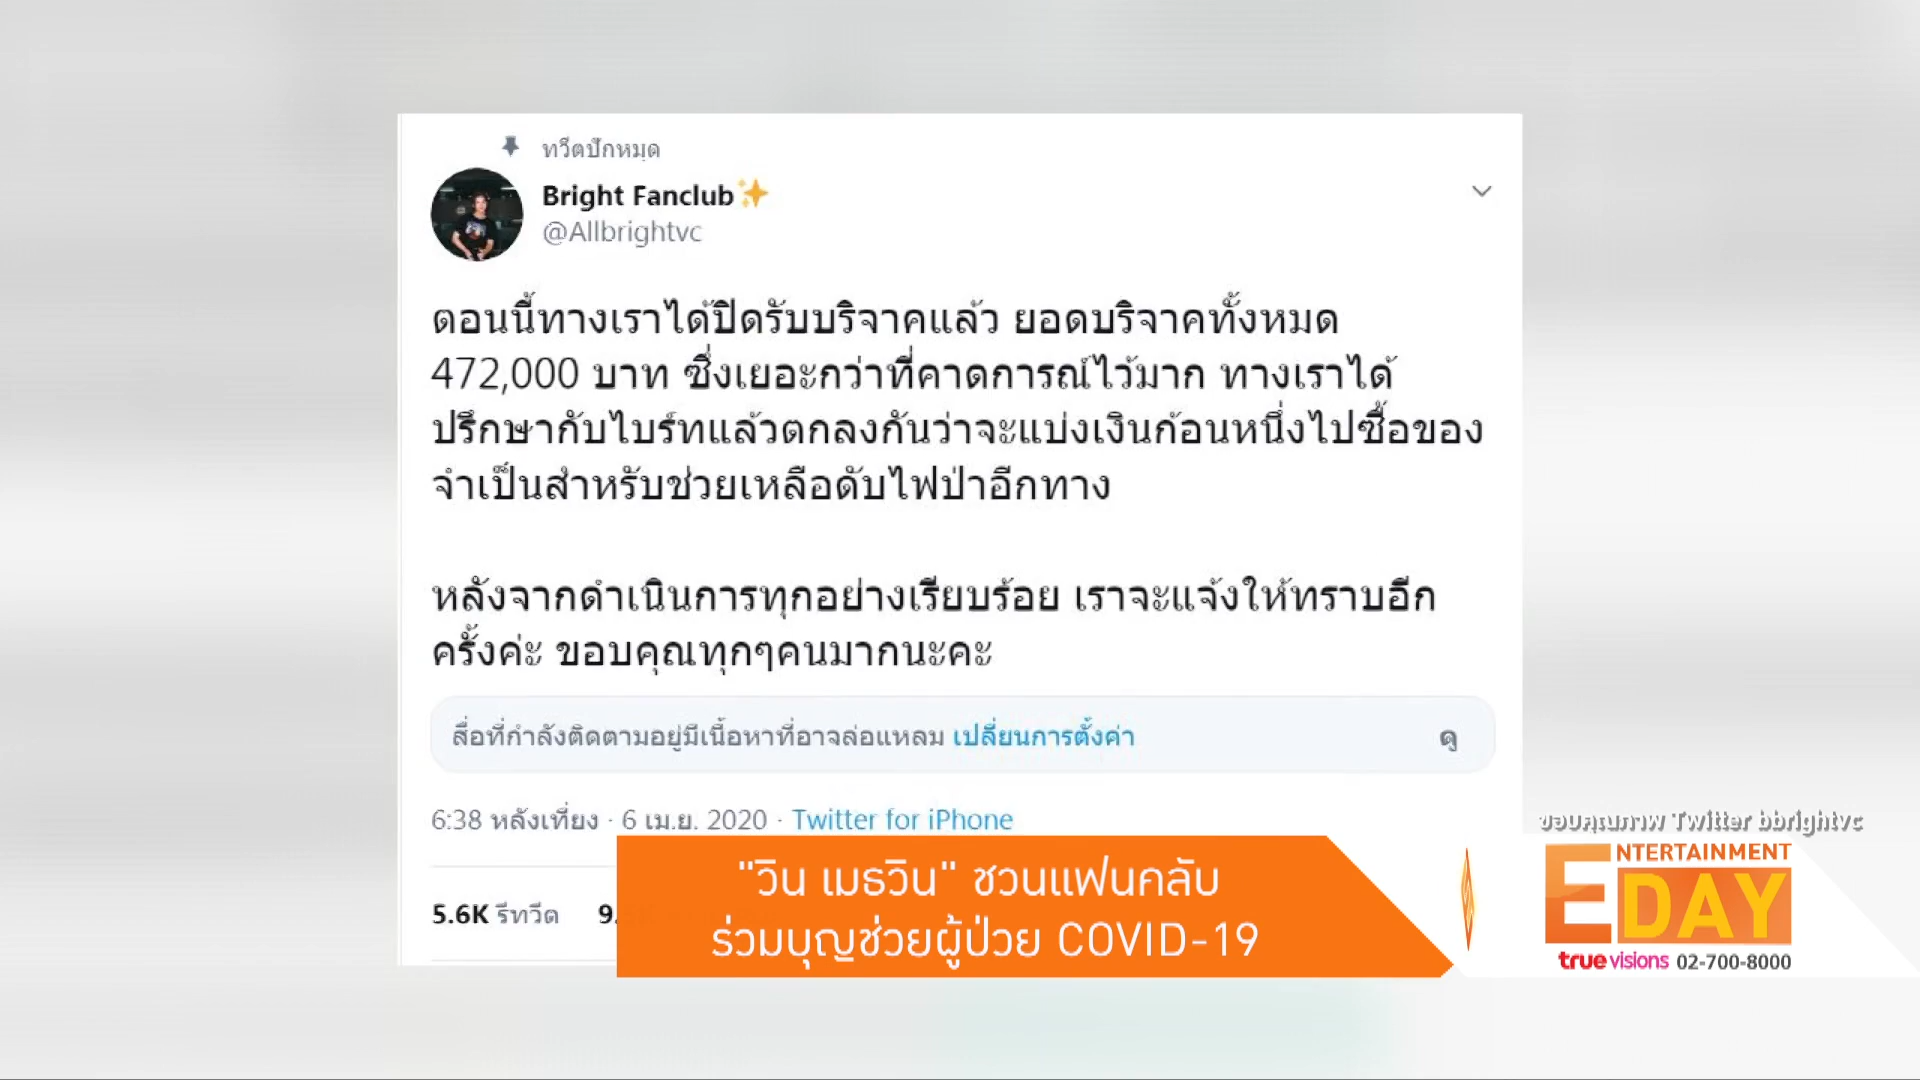 ทวีตปักหมุด
Bright Fanclub✨
@Allbrightvc
ตอนนี้ทางเราได้ปิดรับบริจาคแล้ว ยอดบริจาคทั้งหมด
472,000 บาท ซึ่งเยอะกว่าที่คาดการณ์ไว้มาก ทางเราได้
ปรึกษากับไบร์ทแล้วตกลงกันว่าจะแบ่งเงินก้อนหนึ่งไปซื้อของ
จำเป็นสำหรับช่วยเหลือดับไฟป่าอีกทาง
หลังจากดำเนินการทุกอย่างเรียบร้อย เราจะแจ้งให้ทราบอีก
ครั้งค่ะ ขอบคุณทุกๆคนมากนะคะ
สื่อที่กำลังติดตามอยู่มีเนื้อหาที่อาจล่อแหลม เปลี่ยนการตั้งค่า ดู
6:38 หลังเที่ยง · 6 เม.ย. 2020 · Twitter for iPhone
5.6K รีทวีต 9.
"วิน เมธวิน" ชวนแฟนคลับ
ร่วมบุญช่วยผู้ป่วย COVID-19
ขอบคุณภาพ Twitter bbrightvc
ENTERTAINMENT
DAY
true visions 02-700-8000